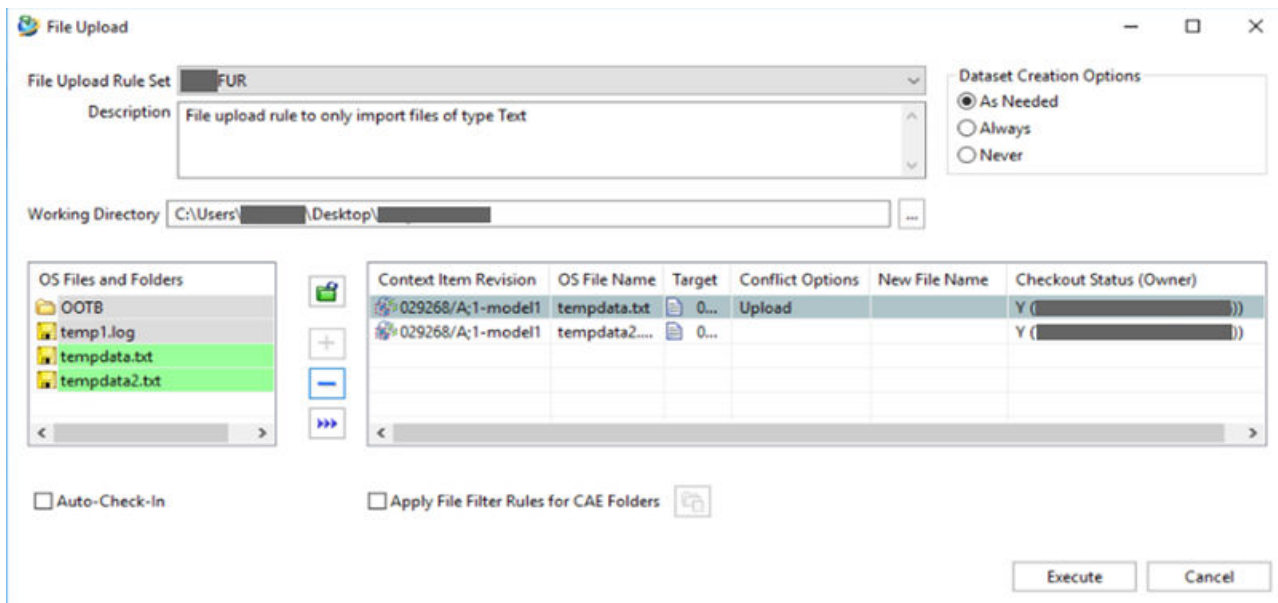 File Upload
File Upload Rule Set FUR
Description File upload rule to only import files of type Text
Dataset Creation Options
As Needed
Always
Never
Working Directory C:\Users\ \Desktop\ ...
OS Files and Folders
OOTB
temp1.log
tempdata.txt
tempdata2.txt
Context Item Revision OS File Name Target Conflict Options New File Name Checkout Status (Owner)
029268/A;1-model1 tempdata.txt 0... Upload Y ( ))
029268/A;1-model1 tempdata2.... 0... Y ( ))
Auto-Check-In
Apply File Filter Rules for CAE Folders
Execute Cancel